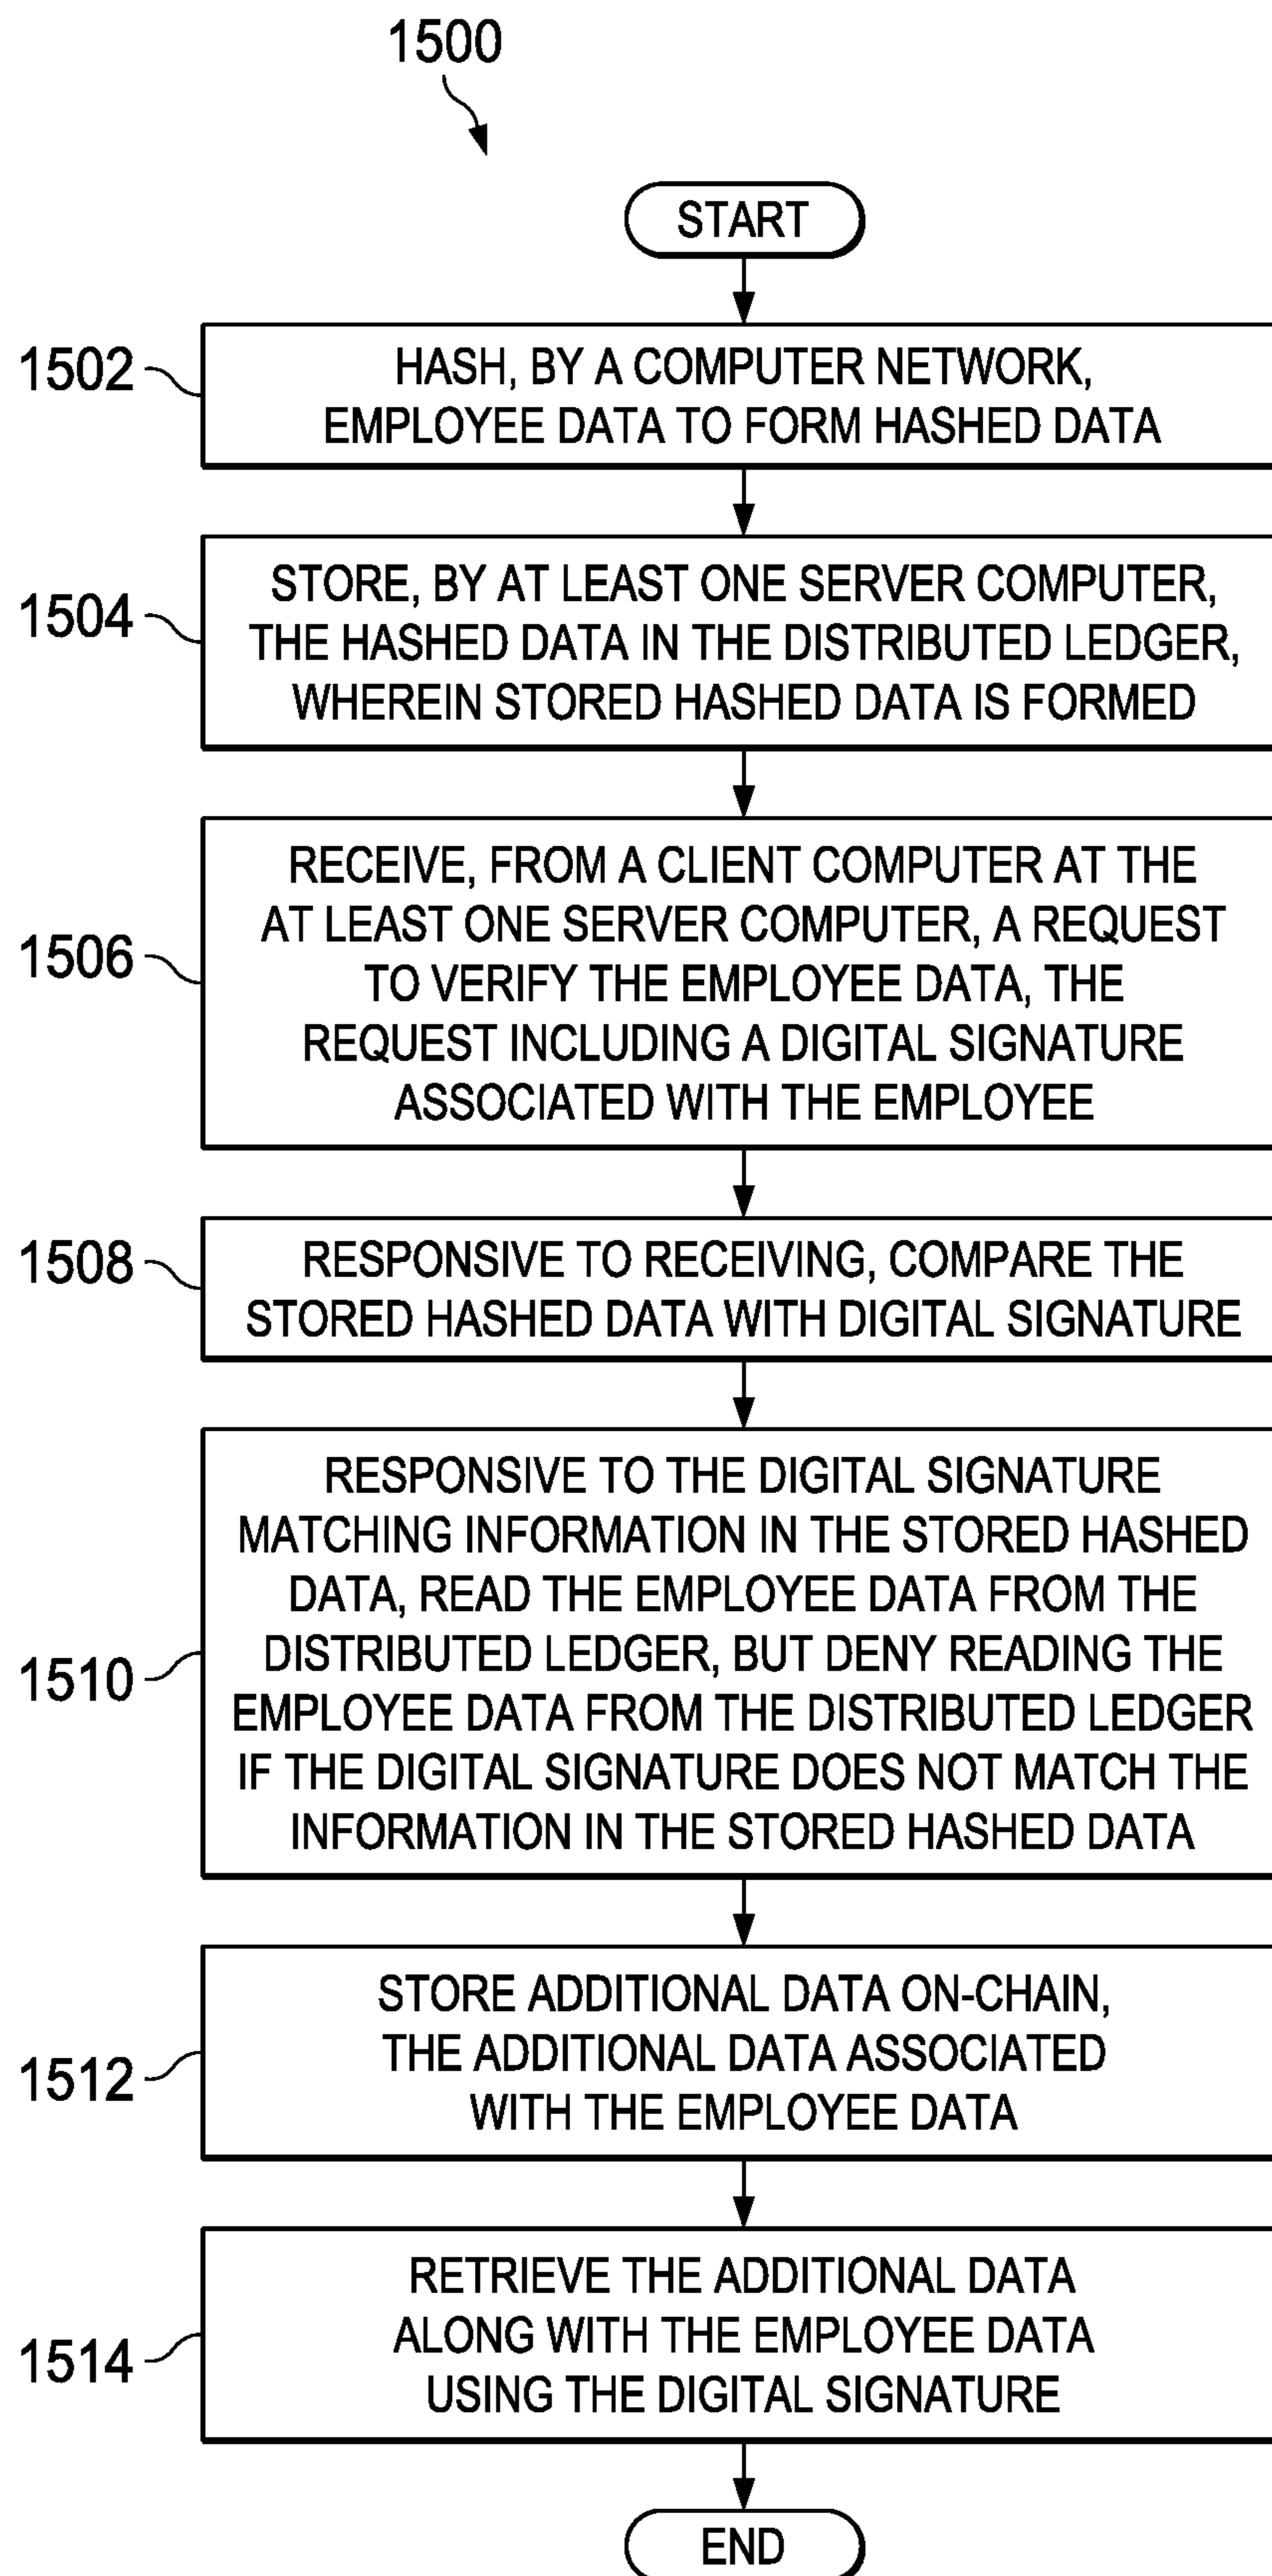 1500
START
1502
HASH, BY A COMPUTER NETWORK,
EMPLOYEE DATA TO FORM HASHED DATA
1504
STORE, BY AT LEAST ONE SERVER COMPUTER,
THE HASHED DATA IN THE DISTRIBUTED LEDGER,
WHEREIN STORED HASHED DATA IS FORMED
1506
RECEIVE, FROM A CLIENT COMPUTER AT THE
AT LEAST ONE SERVER COMPUTER, A REQUEST
TO VERIFY THE EMPLOYEE DATA, THE
REQUEST INCLUDING A DIGITAL SIGNATURE
ASSOCIATED WITH THE EMPLOYEE
1508
RESPONSIVE TO RECEIVING, COMPARE THE
STORED HASHED DATA WITH DIGITAL SIGNATURE
1510
RESPONSIVE TO THE DIGITAL SIGNATURE
MATCHING INFORMATION IN THE STORED HASHED
DATA, READ THE EMPLOYEE DATA FROM THE
DISTRIBUTED LEDGER, BUT DENY READING THE
EMPLOYEE DATA FROM THE DISTRIBUTED LEDGER
IF THE DIGITAL SIGNATURE DOES NOT MATCH THE
INFORMATION IN THE STORED HASHED DATA
1512
STORE ADDITIONAL DATA ON-CHAIN,
THE ADDITIONAL DATA ASSOCIATED
WITH THE EMPLOYEE DATA
1514
RETRIEVE THE ADDITIONAL DATA
ALONG WITH THE EMPLOYEE DATA
USING THE DIGITAL SIGNATURE
END